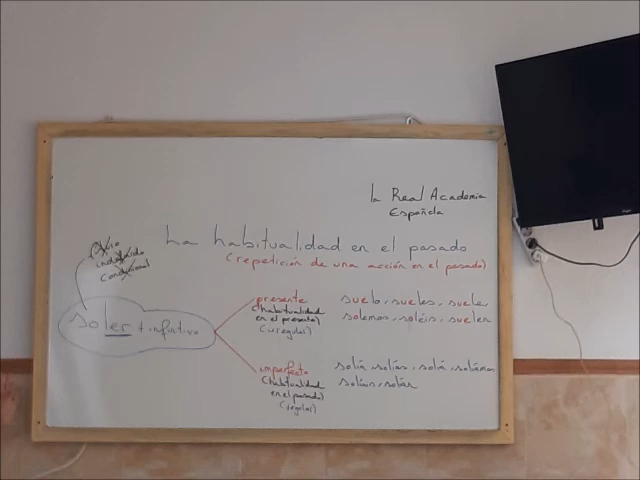 la Real Academia
Española
La habitualidad en el pasado
(repetición de una acción en el pasado)
indefinido
condicional
soler + infinitivo
presente
(habitualidad
en el presente)
(irregular)
suelo, sueles, suele,
solemos, soléis, suelen
imperfecto
(habitualidad
en el pasado)
(regular)
solía, solías, solía, solíamos
solíais, solían